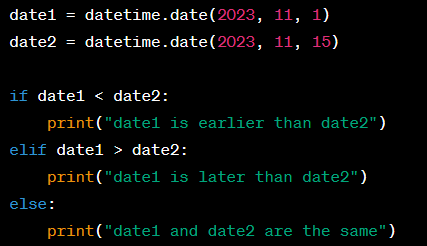 date1 = datetime.date(2023, 11, 1)
date2 = datetime.date(2023, 11, 15)

if date1 < date2:
    print("date1 is earlier than date2")
elif date1 > date2:
    print("date1 is later than date2")
else:
    print("date1 and date2 are the same")